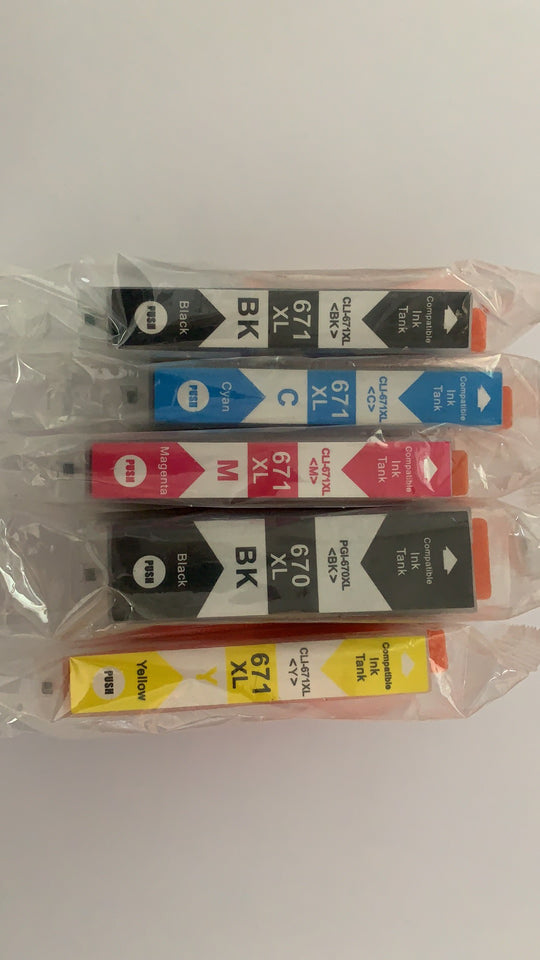 Compatible
Ink
Tank
CLI-671XL
<BK>
671
XL
BK
Black
PUSH
Compatible
Ink
Tank
CLI-671XL
<C>
671
XL
C
Cyan
PUSH
Compatible
Ink
Tank
CLI-671XL
<M>
671
XL
M
Magenta
PUSH
Compatible
Ink
Tank
PGI-670XL
<BK>
670
XL
BK
Black
PUSH
Compatible
Ink
Tank
CLI-671XL
<Y>
671
XL
Y
Yellow
PUSH